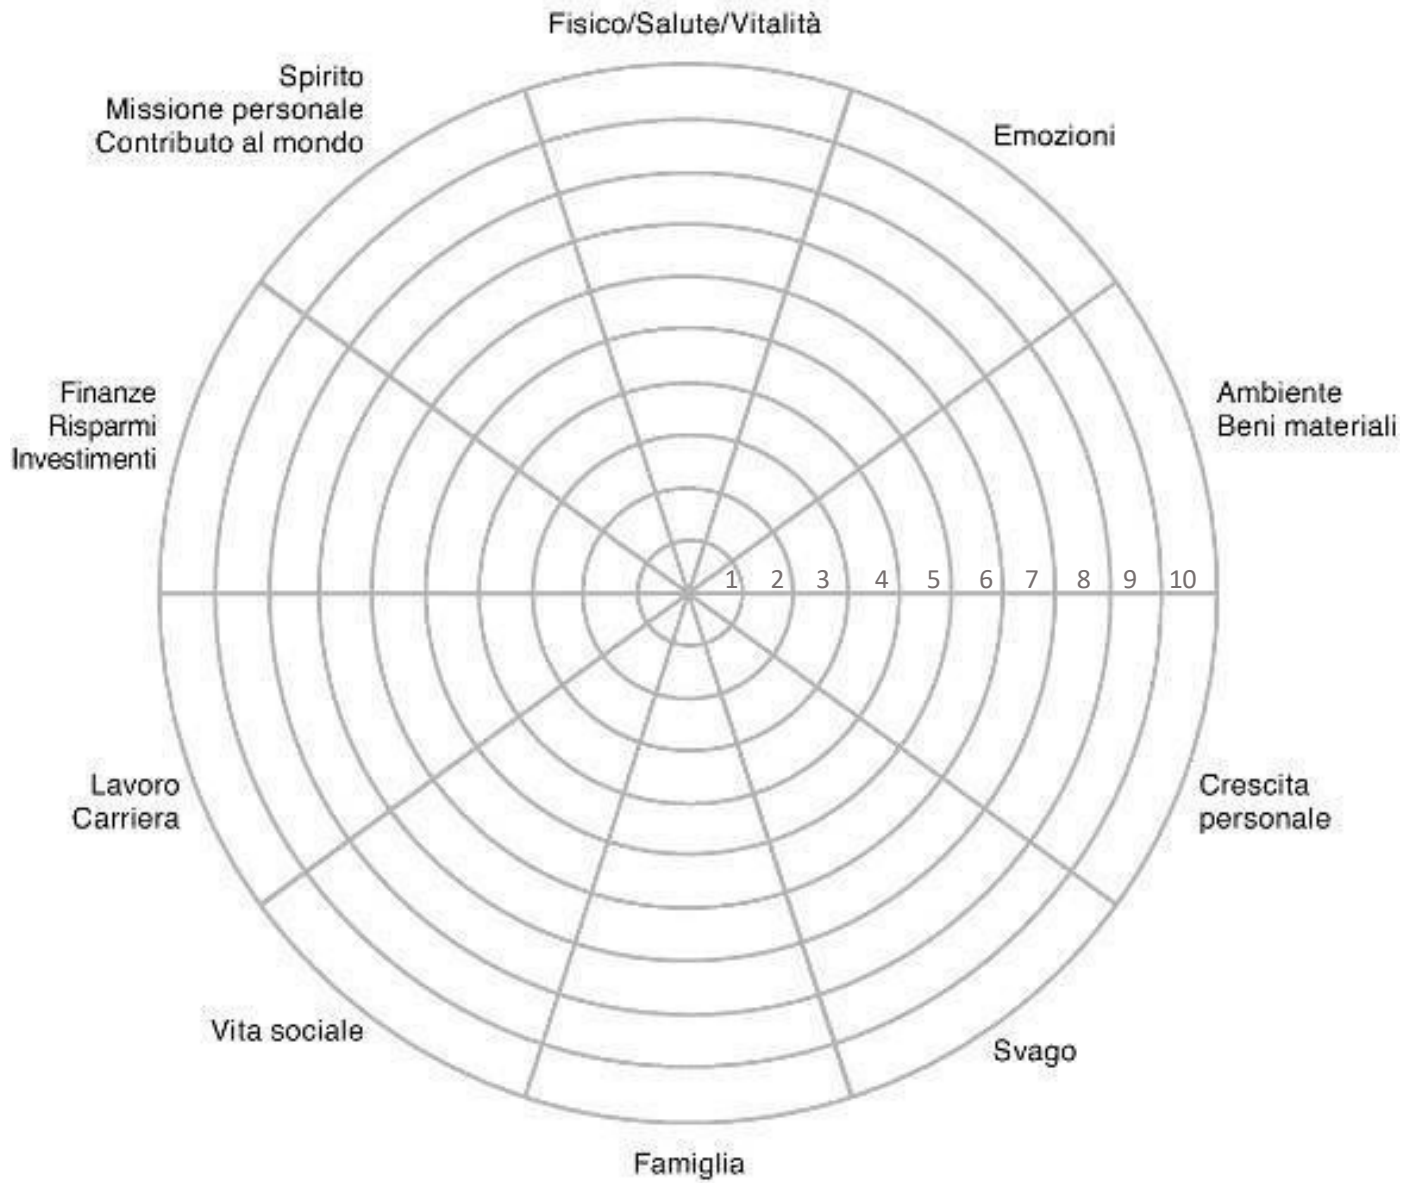 Fisico/Salute/Vitalità
Spirito
Missione personale
Contributo al mondo
Emozioni
Finanze
Risparmi
Investimenti
Ambiente
Beni materiali
1 2 3 4 5 6 7 8 9 10
Lavoro
Carriera
Crescita
personale
Vita sociale
Svago
Famiglia